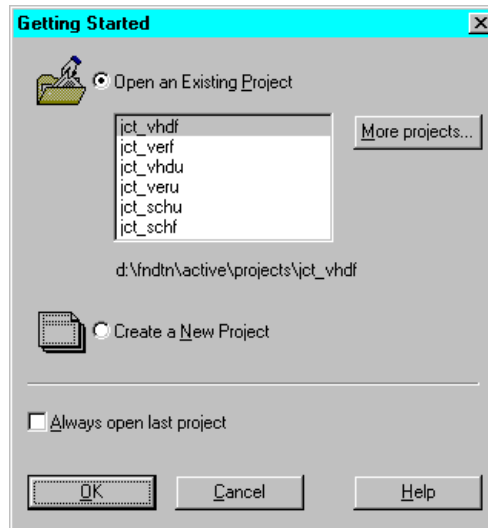 Getting Started
Open an Existing Project
jct_vhdf
jct_verf
jct_vhdu
jct_veru
jct_schu
jct_schf
More projects...
d:\fndtn\active\projects\jct_vhdf
Create a New Project
Always open last project
OK
Cancel
Help